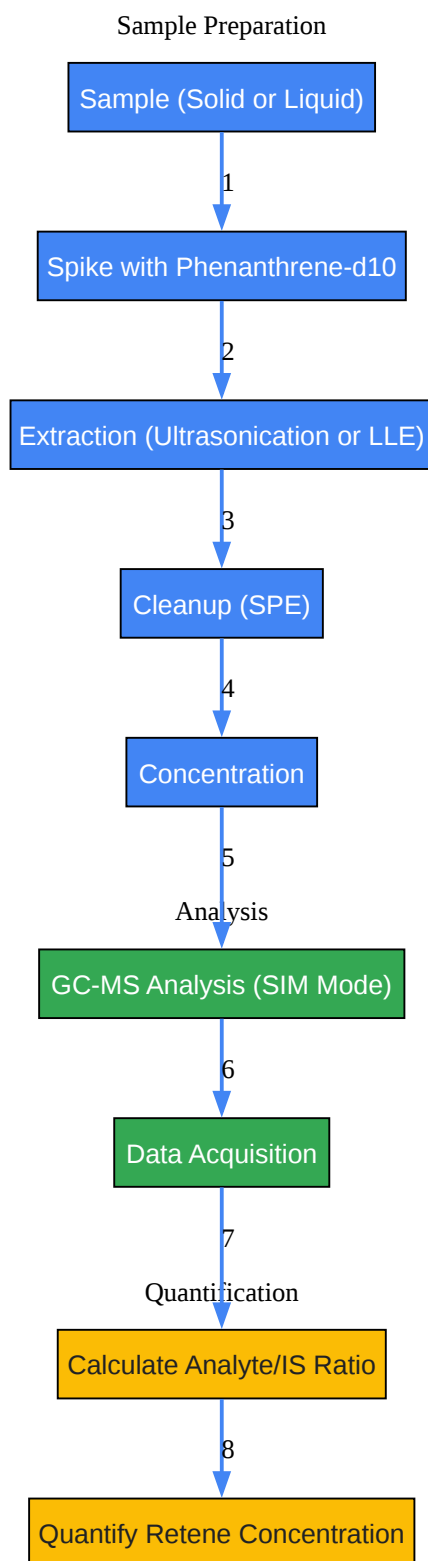 Sample Preparation
Sample (Solid or Liquid)
1
Spike with Phenanthrene-d10
2
Extraction (Ultrasonication or LLE)
3
Cleanup (SPE)
4
Concentration
5
Analysis
GC-MS Analysis (SIM Mode)
6
Data Acquisition
7
Quantification
Calculate Analyte/IS Ratio
8
Quantify Retene Concentration